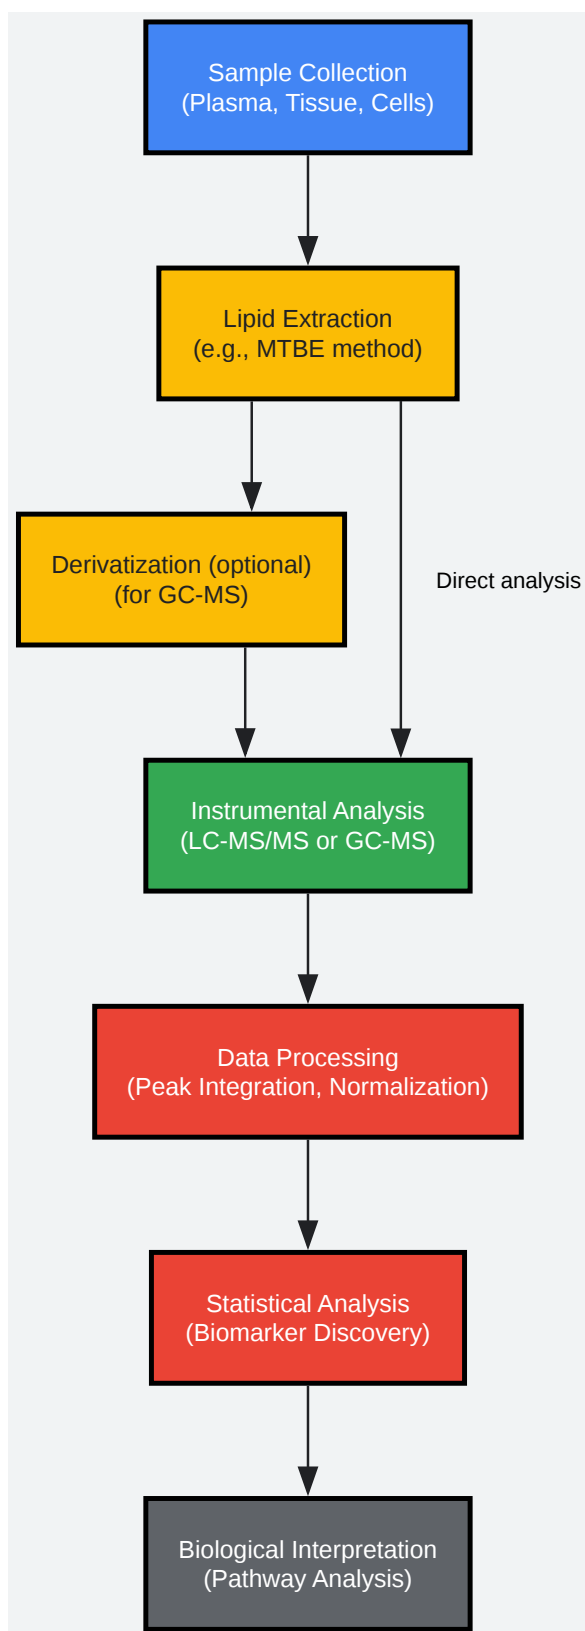 Sample Collection
(Plasma, Tissue, Cells)
Lipid Extraction
(e.g., MTBE method)
Derivatization (optional)
(for GC-MS)
Direct analysis
Instrumental Analysis
(LC-MS/MS or GC-MS)
Data Processing
(Peak Integration, Normalization)
Statistical Analysis
(Biomarker Discovery)
Biological Interpretation
(Pathway Analysis)